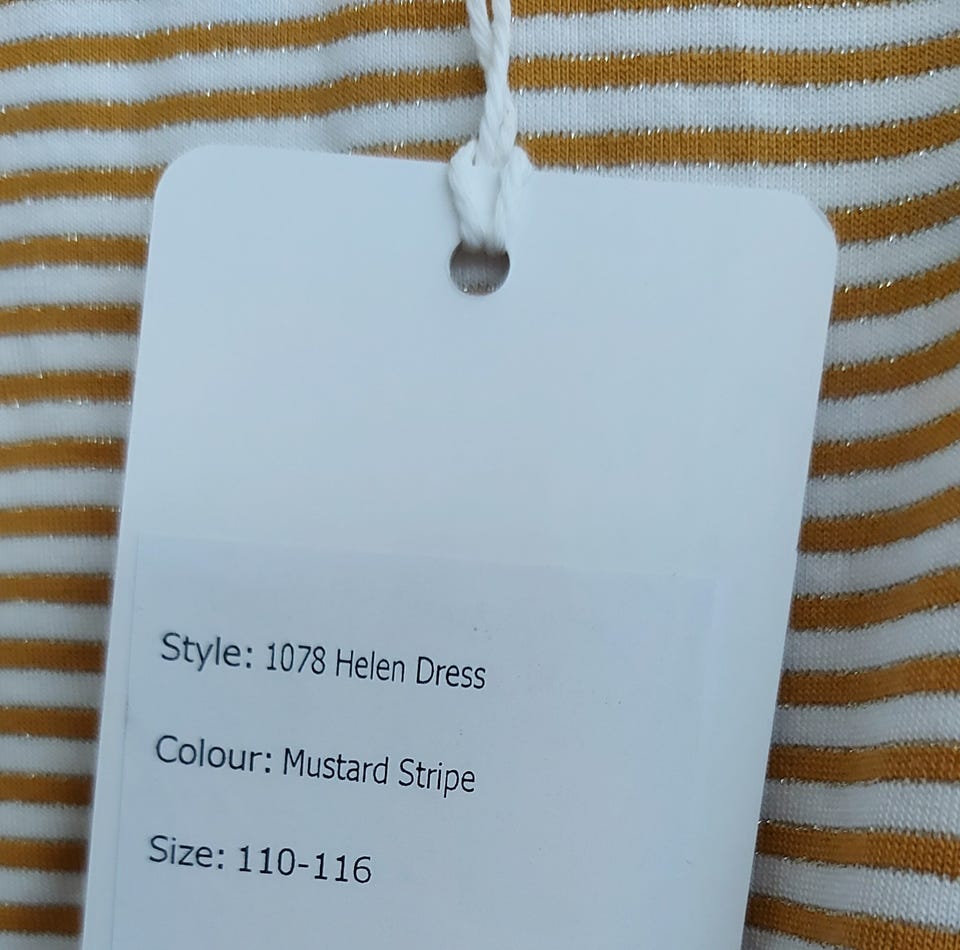 Style: 1078 Helen Dress
Colour: Mustard Stripe
Size: 110-116